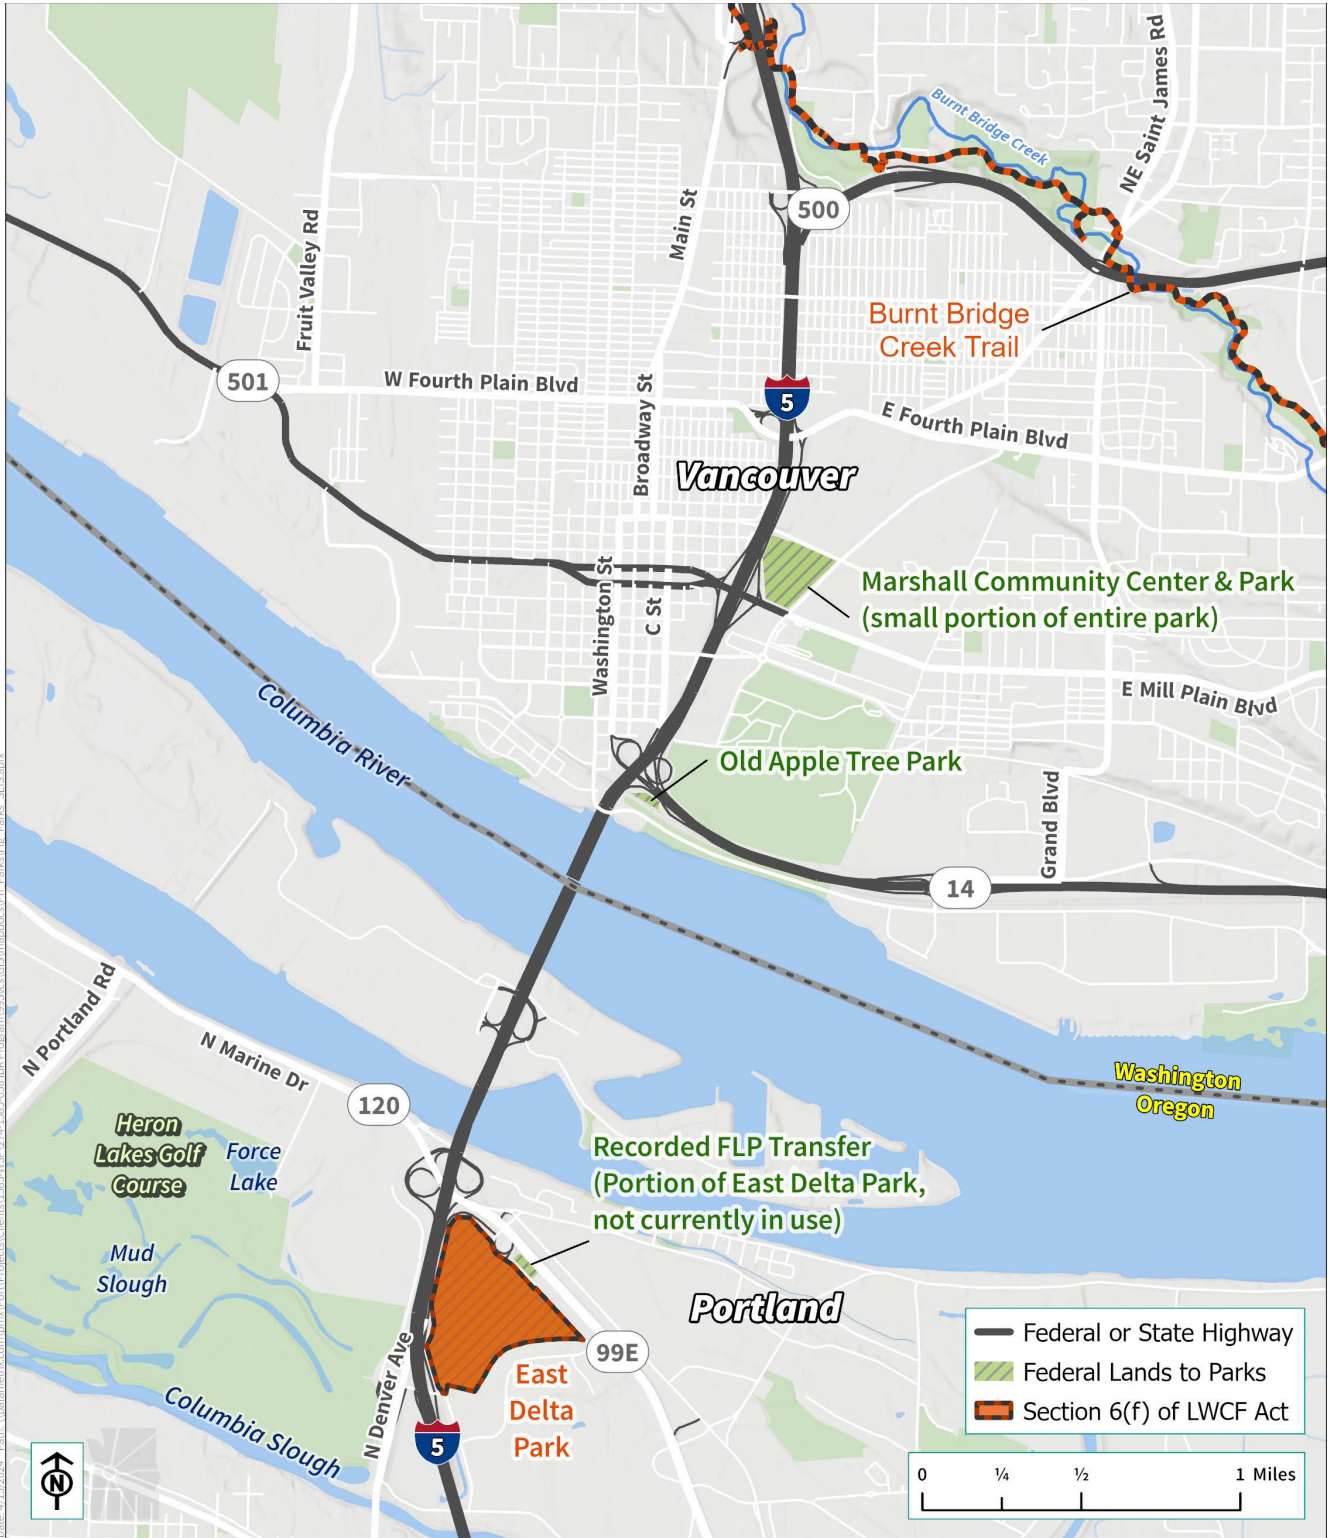 NE Saint James Rd
Burnt Bridge Creek
500
Main St
Fruit Valley Rd
Burnt Bridge
Creek Trail
501
W Fourth Plain Blvd
5
Broadway St
E Fourth Plain Blvd
Vancouver
Washington St
C St
Marshall Community Center & Park
(small portion of entire park)
E Mill Plain Blvd
Columbia River
Old Apple Tree Park
Grand Blvd
14
N Portland Rd
N Marine Dr
Washington
Oregon
120
Heron
Lakes Golf
Course
Force
Lake
Recorded FLP Transfer
(Portion of East Delta Park,
not currently in use)
Mud
Slough
Portland
99E
N Denver Ave
East
Delta
Park
Columbia Slough
5
Federal or State Highway
Federal Lands to Parks
Section 6(f) of LWCF Act
N
0 ¼ ½ 1 Miles